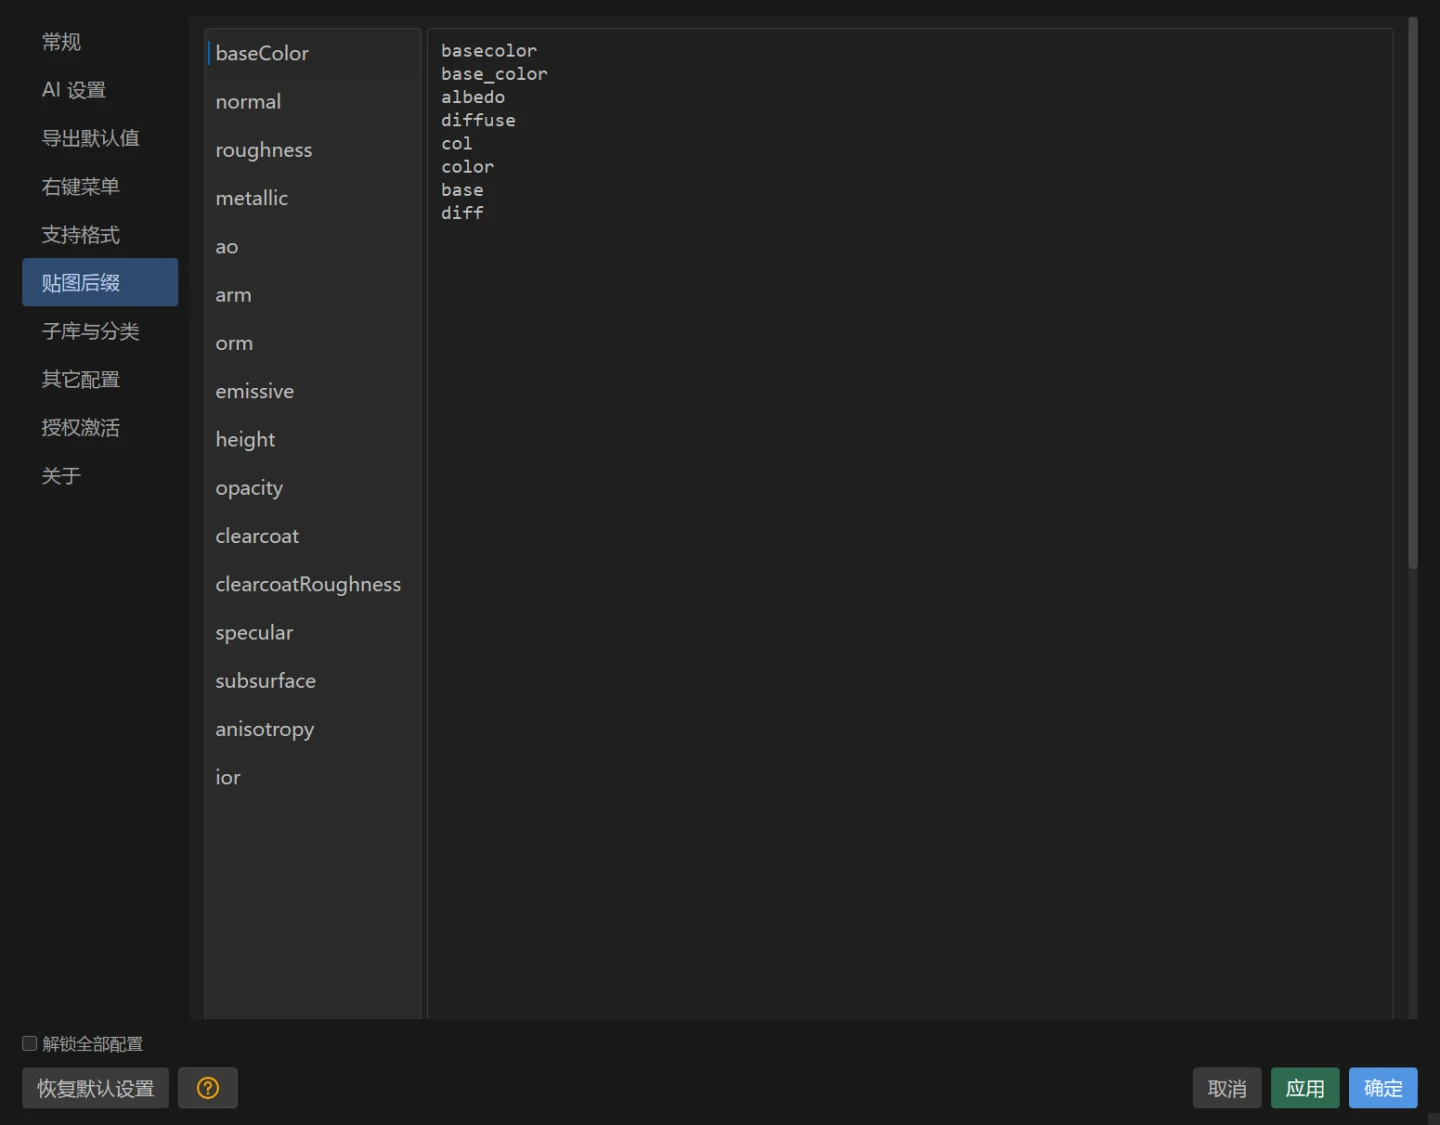 常规
AI 设置
导出默认值
右键菜单
支持格式
贴图后缀
子库与分类
其它配置
授权激活
关于
baseColor
normal
roughness
metallic
ao
arm
orm
emissive
height
opacity
clearcoat
clearcoatRoughness
specular
subsurface
anisotropy
ior
basecolor
base_color
albedo
diffuse
col
color
base
diff
解锁全部配置
恢复默认设置
?
取消
应用
确定